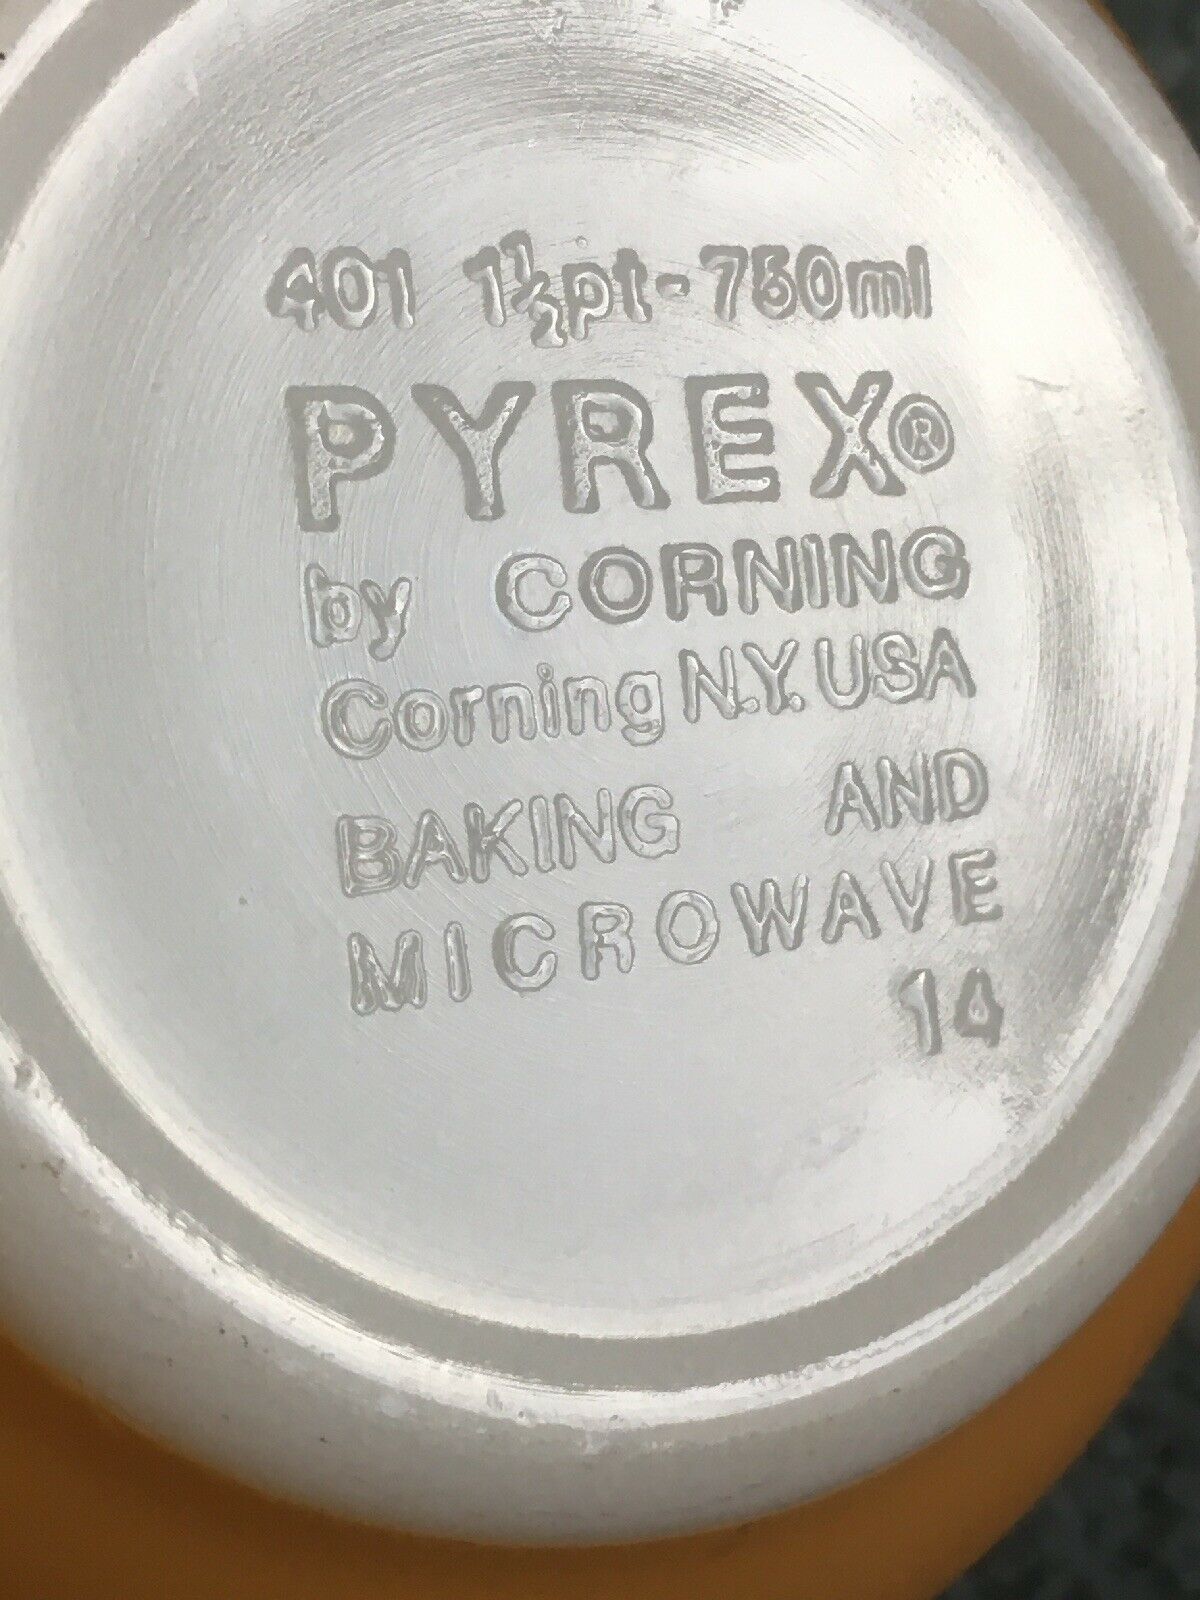 401 1½pt-750ml
PYREX®
by CORNING
Corning N.Y. USA
BAKING AND
MICROWAVE
14